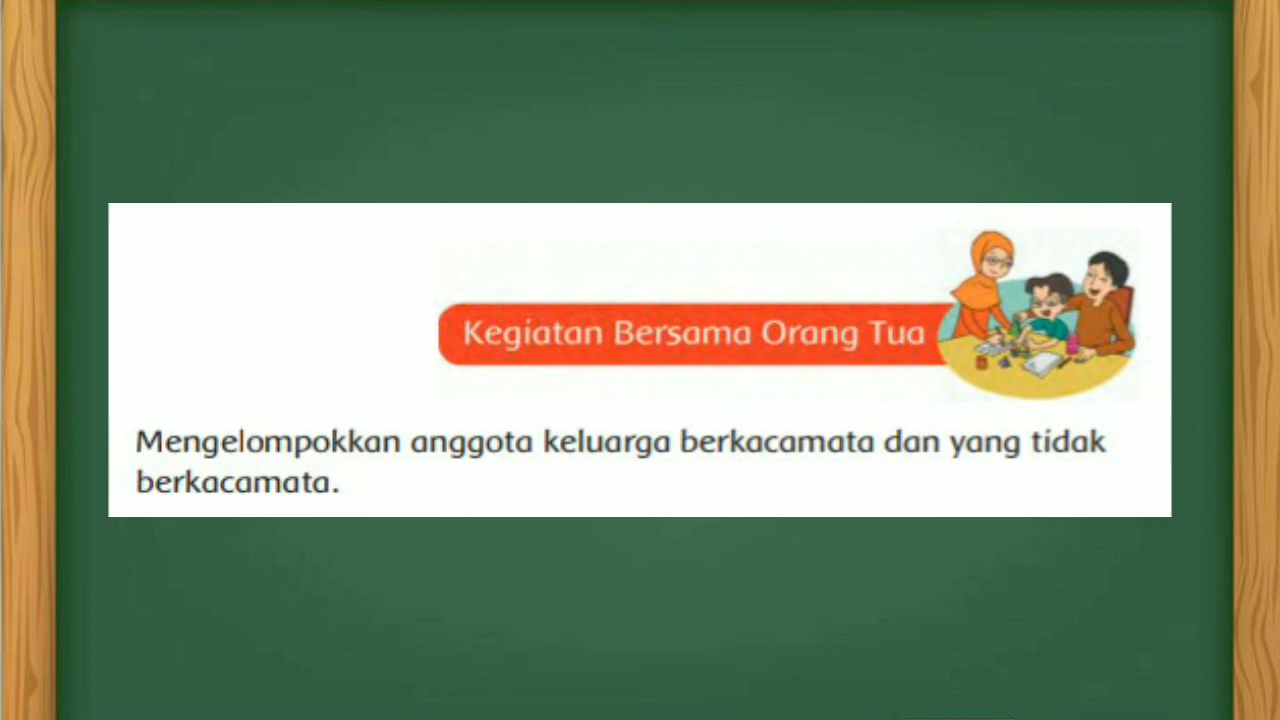 Kegiatan Bersama Orang Tua
Mengelompokkan anggota keluarga berkacamata dan yang tidak
berkacamata.